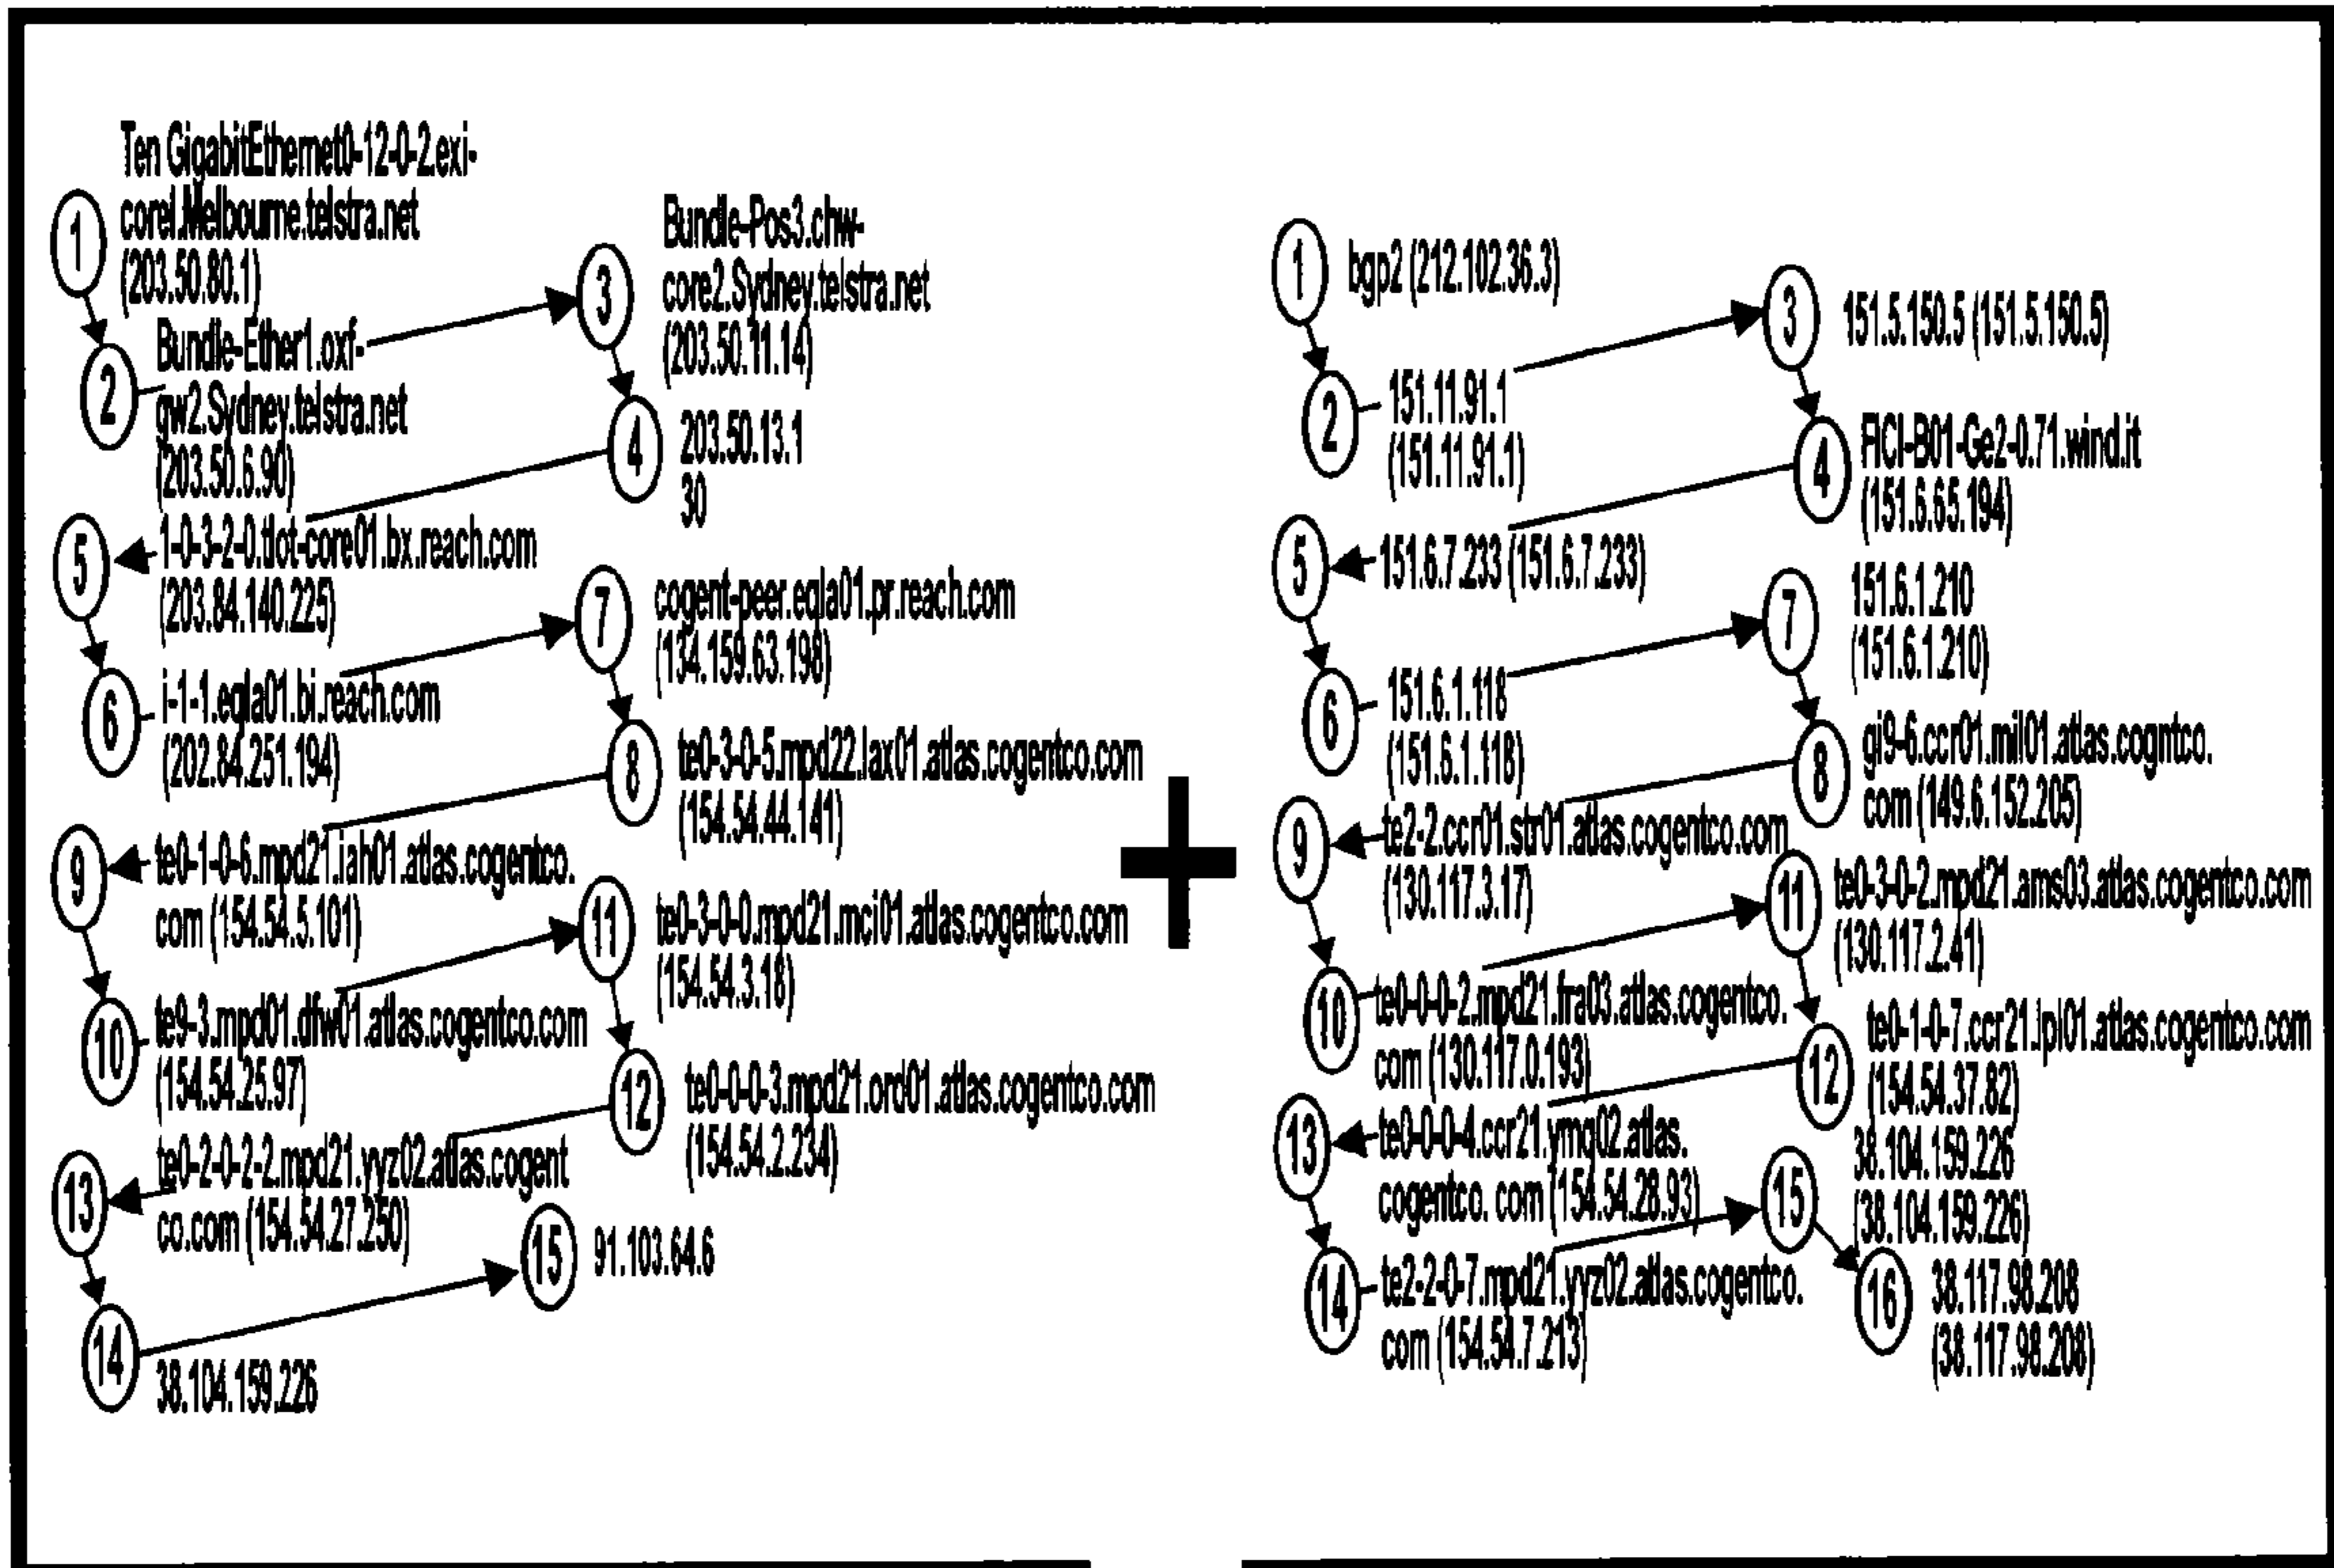 1
Ten GigabitEthernet0-12-0-2.exi-
core1.Melbourne.telstra.net
(203.50.80.1)
2
Bundle-Ether1.oxf-
gw2.Sydney.telstra.net
(203.50.6.90)
3
Bundle-Pos3.chw-
core2.Sydney.telstra.net
(203.50.11.14)
4
203.50.13.1
30
5
1-0-3-2-0.tlot-core01.bx.reach.com
(203.84.140.225)
6
i-1-1.eqla01.bi.reach.com
(202.84.251.194)
7
cogent-peer.eqla01.pr.reach.com
(134.159.63.198)
8
te0-3-0-5.mpd22.lax01.atlas.cogentco.com
(154.54.44.141)
9
te0-1-0-6.mpd21.iah01.atlas.cogentco.
com (154.54.5.101)
10
te9-3.mpd01.dfw01.atlas.cogentco.com
(154.54.25.97)
11
te0-3-0-0.mpd21.mci01.atlas.cogentco.com
(154.54.3.18)
12
te0-0-0-3.mpd21.ord01.atlas.cogentco.com
(154.54.2.234)
13
te0-2-0-2-2.mpd21.yyz02.atlas.cogent
co.com (154.54.27.250)
14
38.104.159.226
15
91.103.64.6
+
1
bgp2 (212.102.36.3)
2
151.11.91.1
(151.11.91.1)
3
151.5.150.5 (151.5.150.5)
4
FICI-B01-Ge2-0.71.wind.it
(151.6.65.194)
5
151.6.7.233 (151.6.7.233)
6
151.6.1.118
(151.6.1.118)
7
151.6.1.210
(151.6.1.210)
8
gi9-6.ccr01.mil01.atlas.cogntco.
com (149.6.152.205)
9
te2-2.ccr01.str01.atlas.cogentco.com
(130.117.3.17)
10
te0-0-0-2.mpd21.fra03.atlas.cogentco.
com (130.117.0.193)
11
te0-3-0-2.mpd21.ams03.atlas.cogentco.com
(130.117.2.41)
12
te0-1-0-7.ccr21.lpl01.atlas.cogentco.com
(154.54.37.82)
13
te0-0-0-4.ccr21.ymq02.atlas.
cogentco. com (154.54.28.93)
14
te2-2-0-7.mpd21.yyz02.atlas.cogentco.
com (154.54.7.213)
15
38.104.159.226
(38.104.159.226)
16
38.117.98.208
(38.117.98.208)